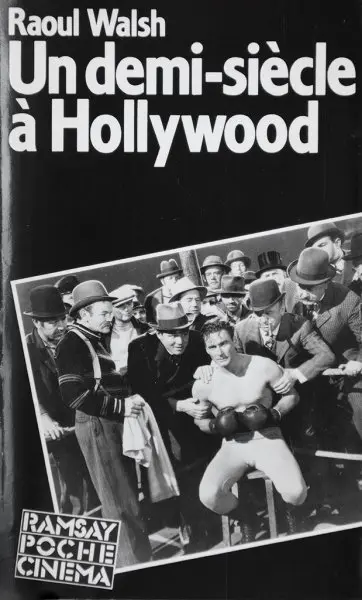 Raoul Walsh
Un demi-siècle
à Hollywood
RAMSAY
POCHE
CINEMA